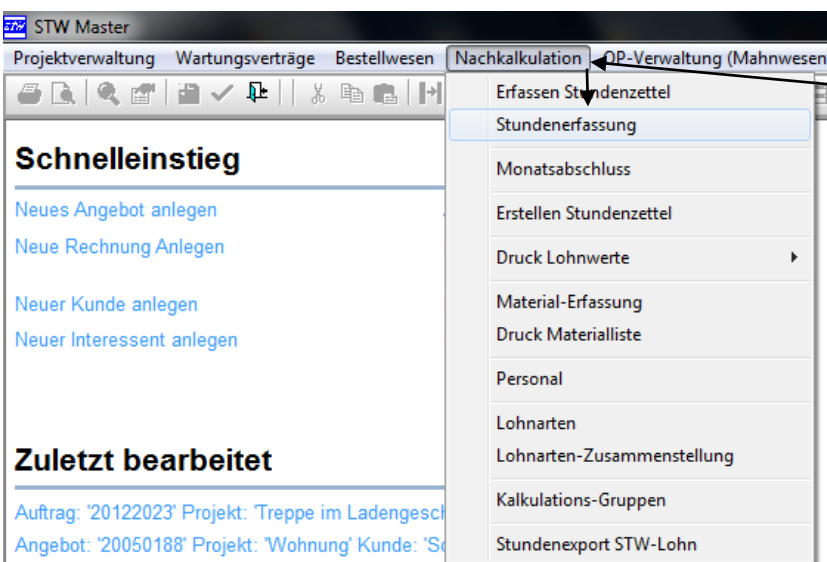 STW STW Master
Projektverwaltung Wartungsverträge Bestellwesen Nachkalkulation OP-Verwaltung (Mahnwesen
Schnelleinstieg
Neues Angebot anlegen
Neue Rechnung Anlegen
Neuer Kunde anlegen
Neuer Interessent anlegen
Zuletzt bearbeitet
Auftrag: '20122023' Projekt: 'Treppe im Ladengesch
Angebot: '20050188' Projekt: 'Wohnung' Kunde: 'So
Erfassen Stundenzettel
Stundenerfassung
Monatsabschluss
Erstellen Stundenzettel
Druck Lohnwerte
Material-Erfassung
Druck Materialliste
Personal
Lohnarten
Lohnarten-Zusammenstellung
Kalkulations-Gruppen
Stundenexport STW-Lohn